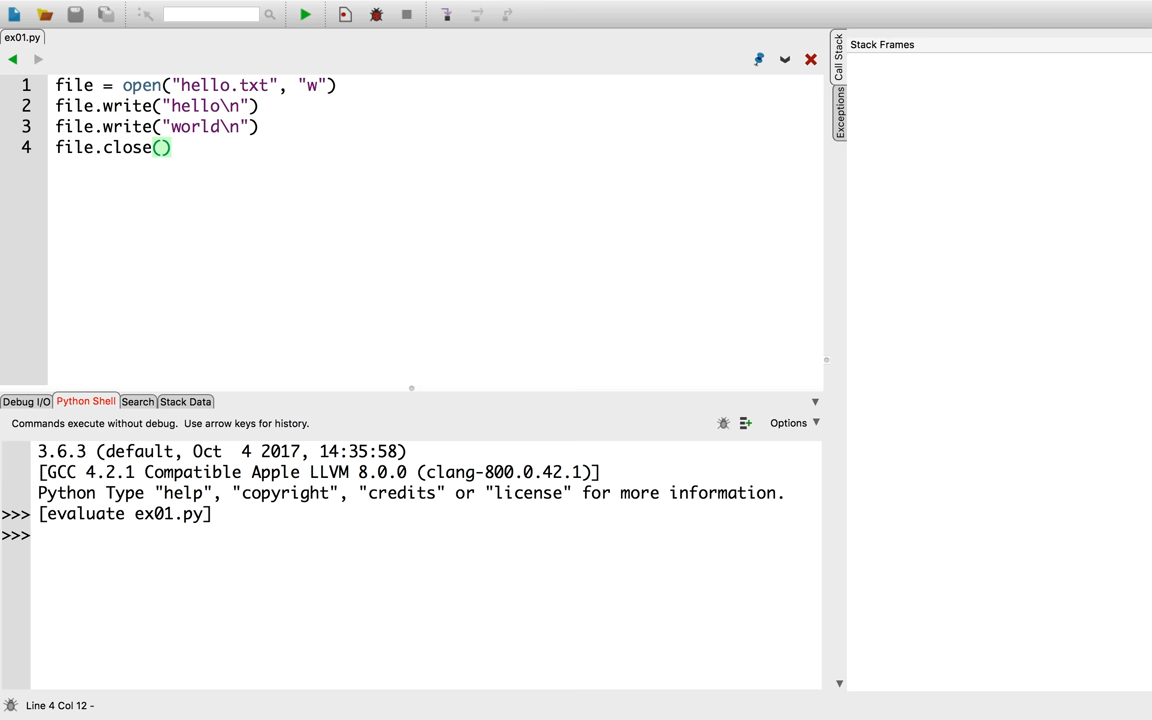 ex01.py
1 file = open("hello.txt", "w")
2 file.write("hello\n")
3 file.write("world\n")
4 file.close()
Call Stack
Exceptions
Stack Frames
Debug I/O Python Shell Search Stack Data
Commands execute without debug.  Use arrow keys for history.
Options
3.6.3 (default, Oct  4 2017, 14:35:58)
[GCC 4.2.1 Compatible Apple LLVM 8.0.0 (clang-800.0.42.1)]
Python Type "help", "copyright", "credits" or "license" for more information.
>>> [evaluate ex01.py]
>>>
Line 4 Col 12 -